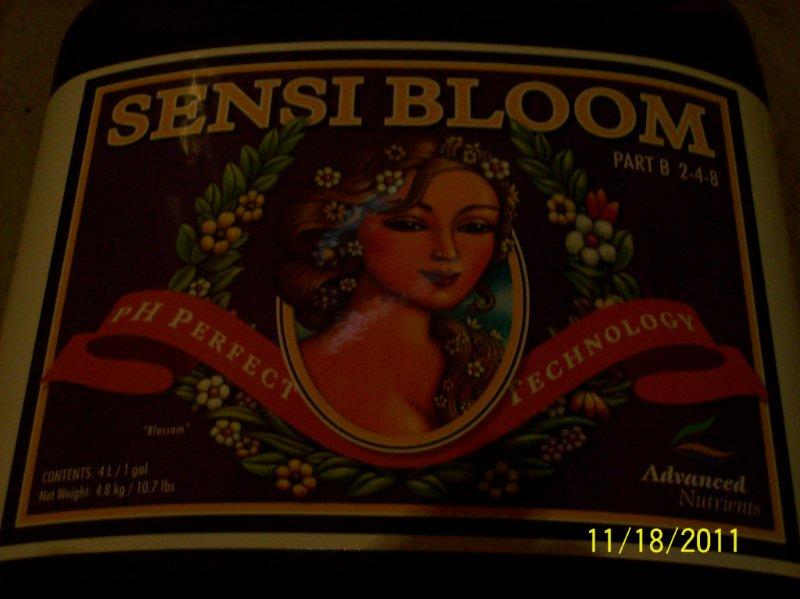 SENSI BLOOM
PART B 2-4-8
pH PERFECT TECHNOLOGY
"Blossom"
CONTENTS: 4 L / 1 gal
Net Weight: 4.8 kg / 10.7 lbs
Advanced
Nutrients
11/18/2011